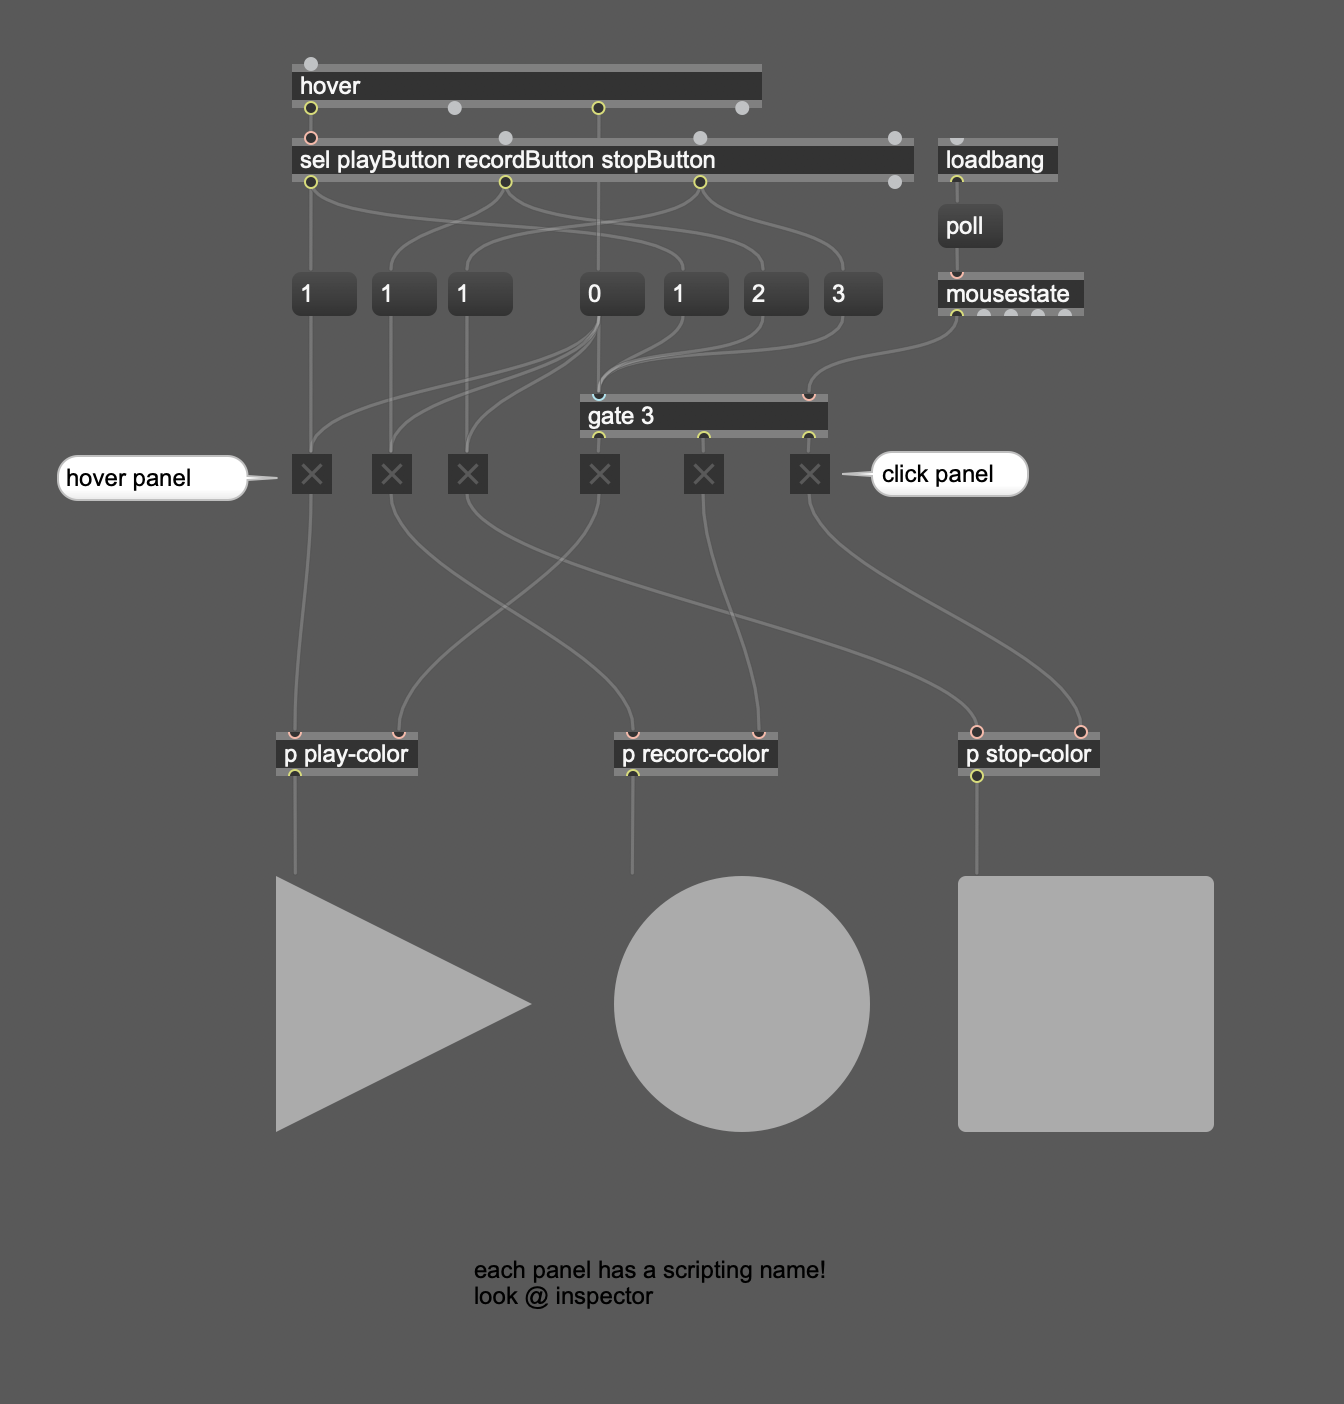 hover
sel playButton recordButton stopButton
loadbang
poll
1
1
1
0
1
2
3
mousestate
gate 3
hover panel
click panel
p play-color
p recorc-color
p stop-color
each panel has a scripting name!
look @ inspector